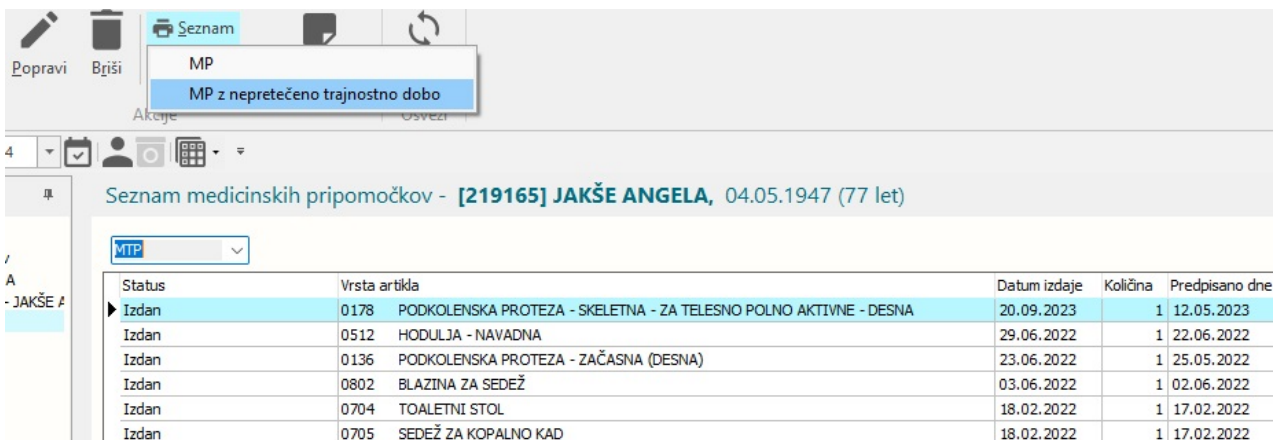 Seznam
Popravi
Briši
MP
MP z nepretečeno trajnostno dobo
Akcije
Osveži
4
Seznam medicinskih pripomočkov - [219165] JAKŠE ANGELA, 04.05.1947 (77 let)
MTP
A
- JAKŠE A
Status Vrsta artikla Datum izdaje Količina Predpisano dne
Izdan 0178 PODKOLENSKA PROTEZA - SKELETNA - ZA TELESNO POLNO AKTIVNE - DESNA 20.09.2023 1 12.05.2023
Izdan 0512 HODULJA - NAVADNA 29.06.2022 1 22.06.2022
Izdan 0136 PODKOLENSKA PROTEZA - ZAČASNA (DESNA) 23.06.2022 1 25.05.2022
Izdan 0802 BLAZINA ZA SEDEŽ 03.06.2022 1 02.06.2022
Izdan 0704 TOALETNI STOL 18.02.2022 1 17.02.2022
Izdan 0705 SEDEŽ ZA KOPALNO KAD 18.02.2022 1 17.02.2022